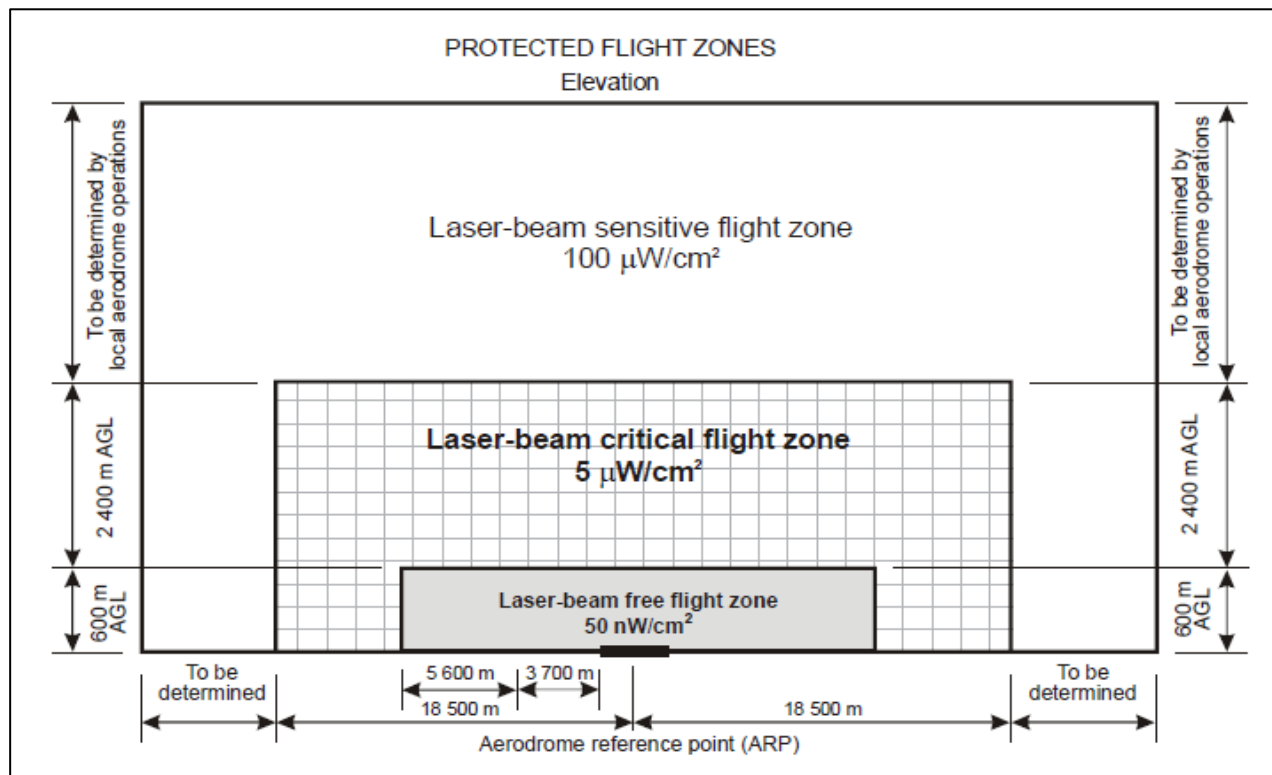 PROTECTED FLIGHT ZONES
Elevation
To be determined by
local aerodrome operations
To be determined by
local aerodrome operations
Laser-beam sensitive flight zone
100 μW/cm²
2 400 m AGL
Laser-beam critical flight zone
5 μW/cm²
2 400 m AGL
600 m
AGL
Laser-beam free flight zone
50 nW/cm²
600 m
AGL
To be
determined
5 600 m
3 700 m
To be
determined
18 500 m
18 500 m
Aerodrome reference point (ARP)